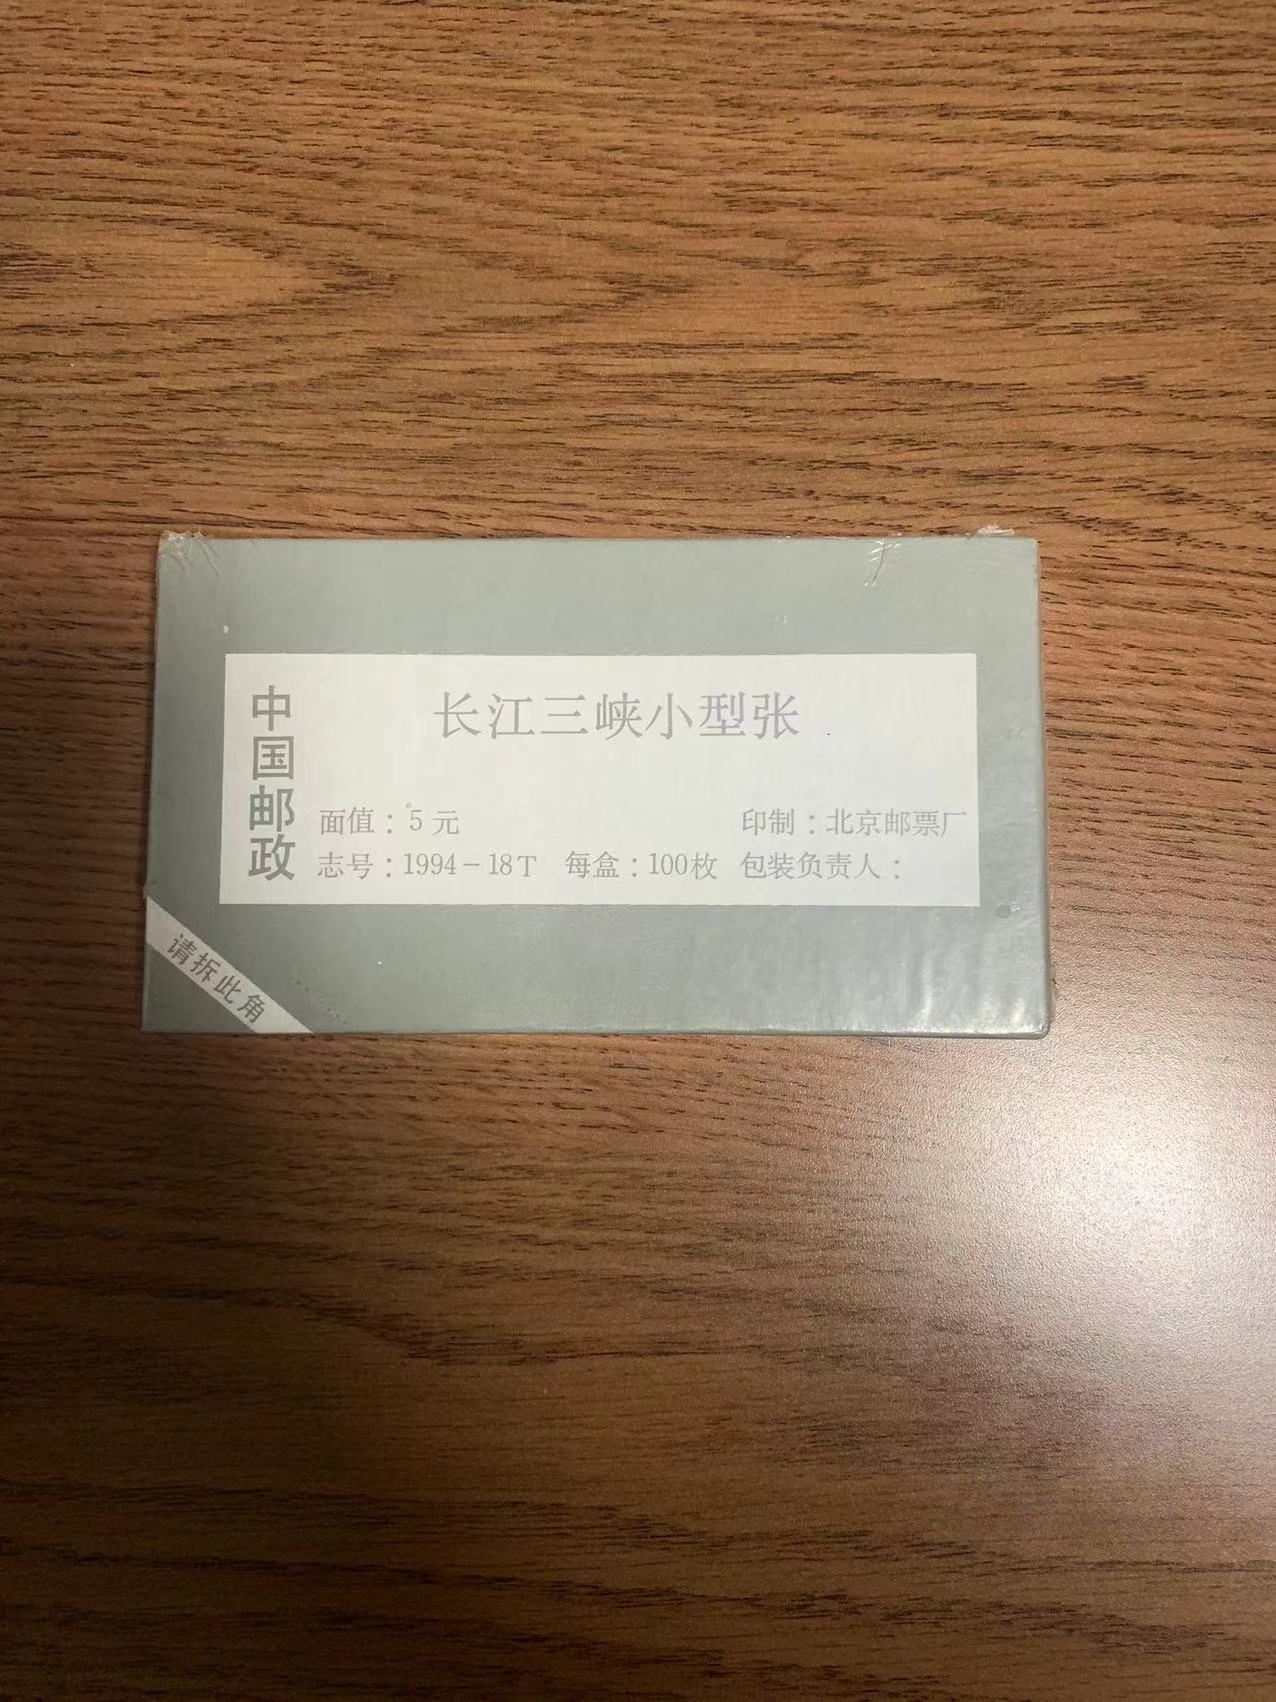 中国邮政
长江三峡小型张
面值：5 元
印制：北京邮票厂
志号：1994－18T 每盒：100枚 包装负责人：
请拆此角